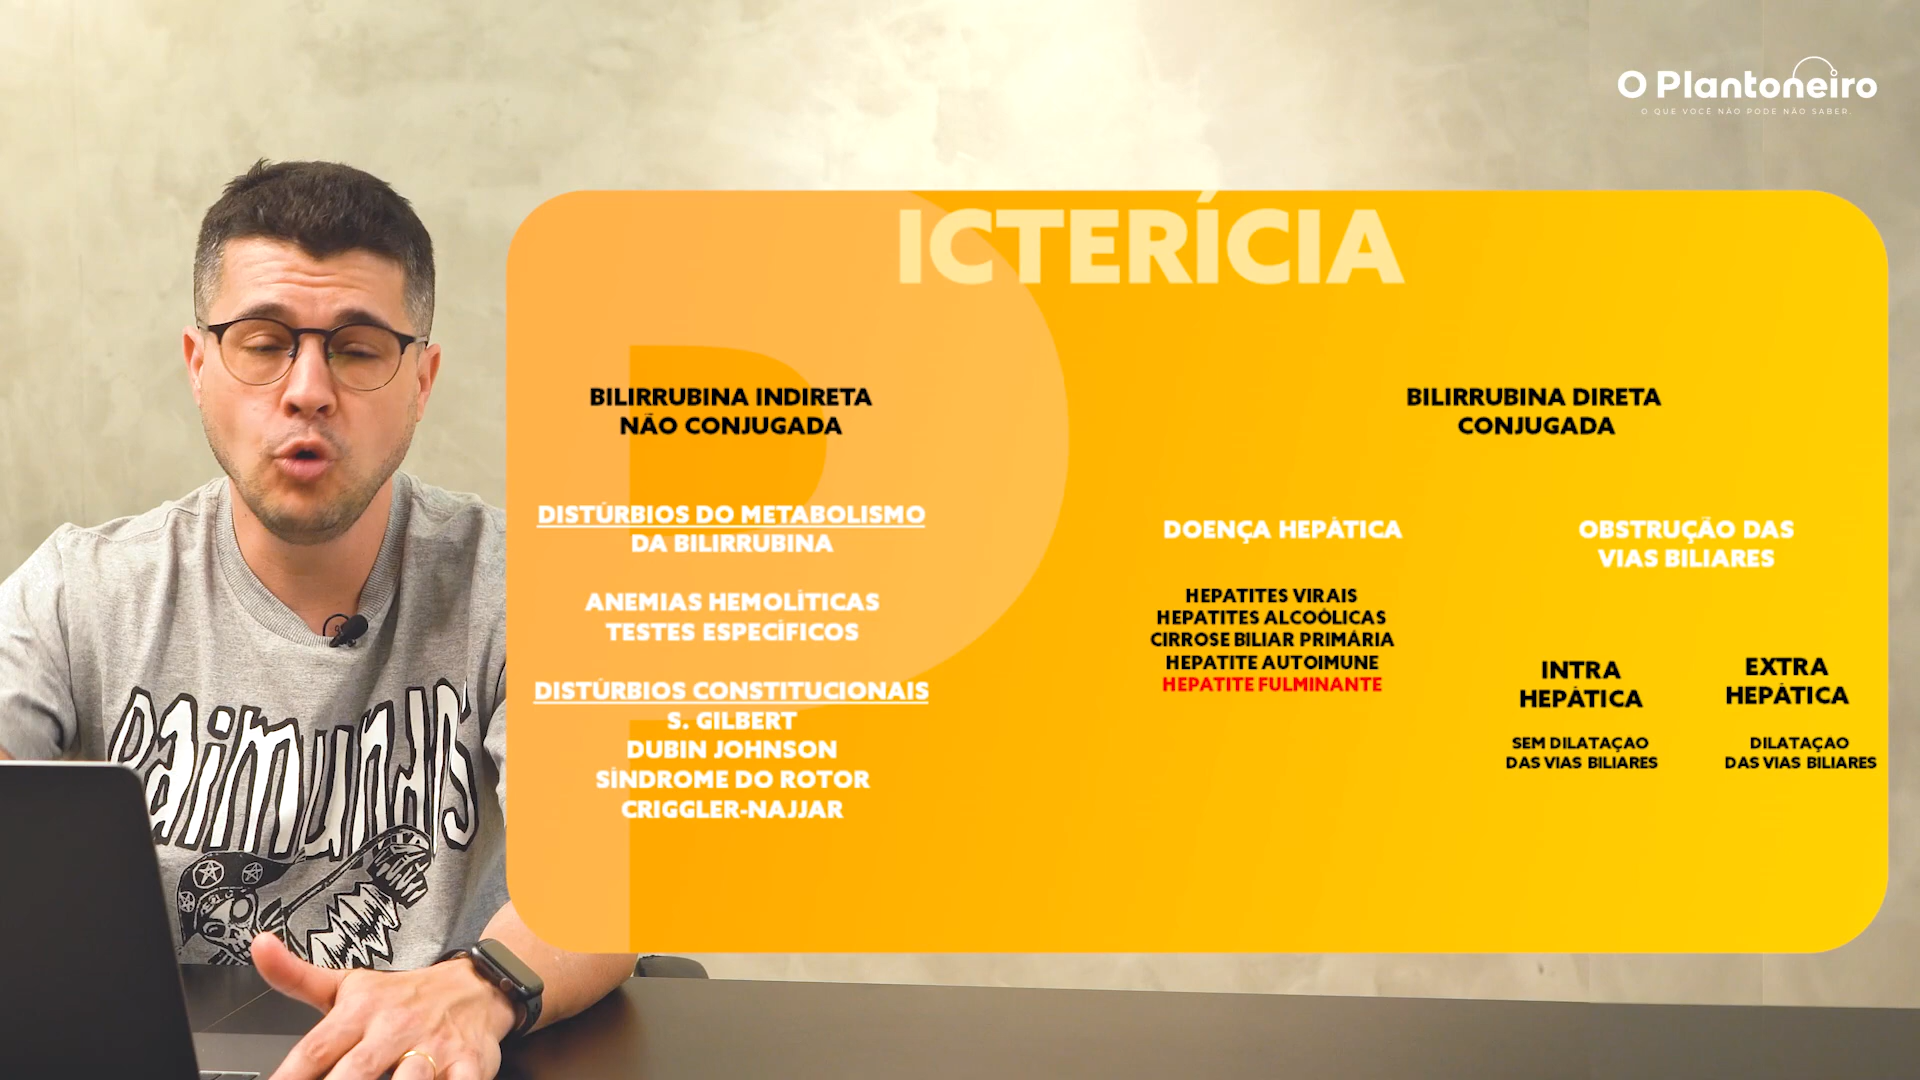 O Plantoneiro
O QUE VOCÊ NÃO PODE NÃO SABER.
ICTERÍCIA
BILIRRUBINA INDIRETA
NÃO CONJUGADA
DISTÚRBIOS DO METABOLISMO
DA BILIRRUBINA
ANEMIAS HEMOLÍTICAS
TESTES ESPECÍFICOS
DISTÚRBIOS CONSTITUCIONAIS
S. GILBERT
DUBIN JOHNSON
SÍNDROME DO ROTOR
CRIGGLER-NAJJAR
BILIRRUBINA DIRETA
CONJUGADA
DOENÇA HEPÁTICA
HEPATITES VIRAIS
HEPATITES ALCOÓLICAS
CIRROSE BILIAR PRIMÁRIA
HEPATITE AUTOIMUNE
HEPATITE FULMINANTE
OBSTRUÇÃO DAS
VIAS BILIARES
INTRA
HEPÁTICA
SEM DILATAÇAO
DAS VIAS BILIARES
EXTRA
HEPÁTICA
DILATAÇAO
DAS VIAS BILIARES
Raimundos